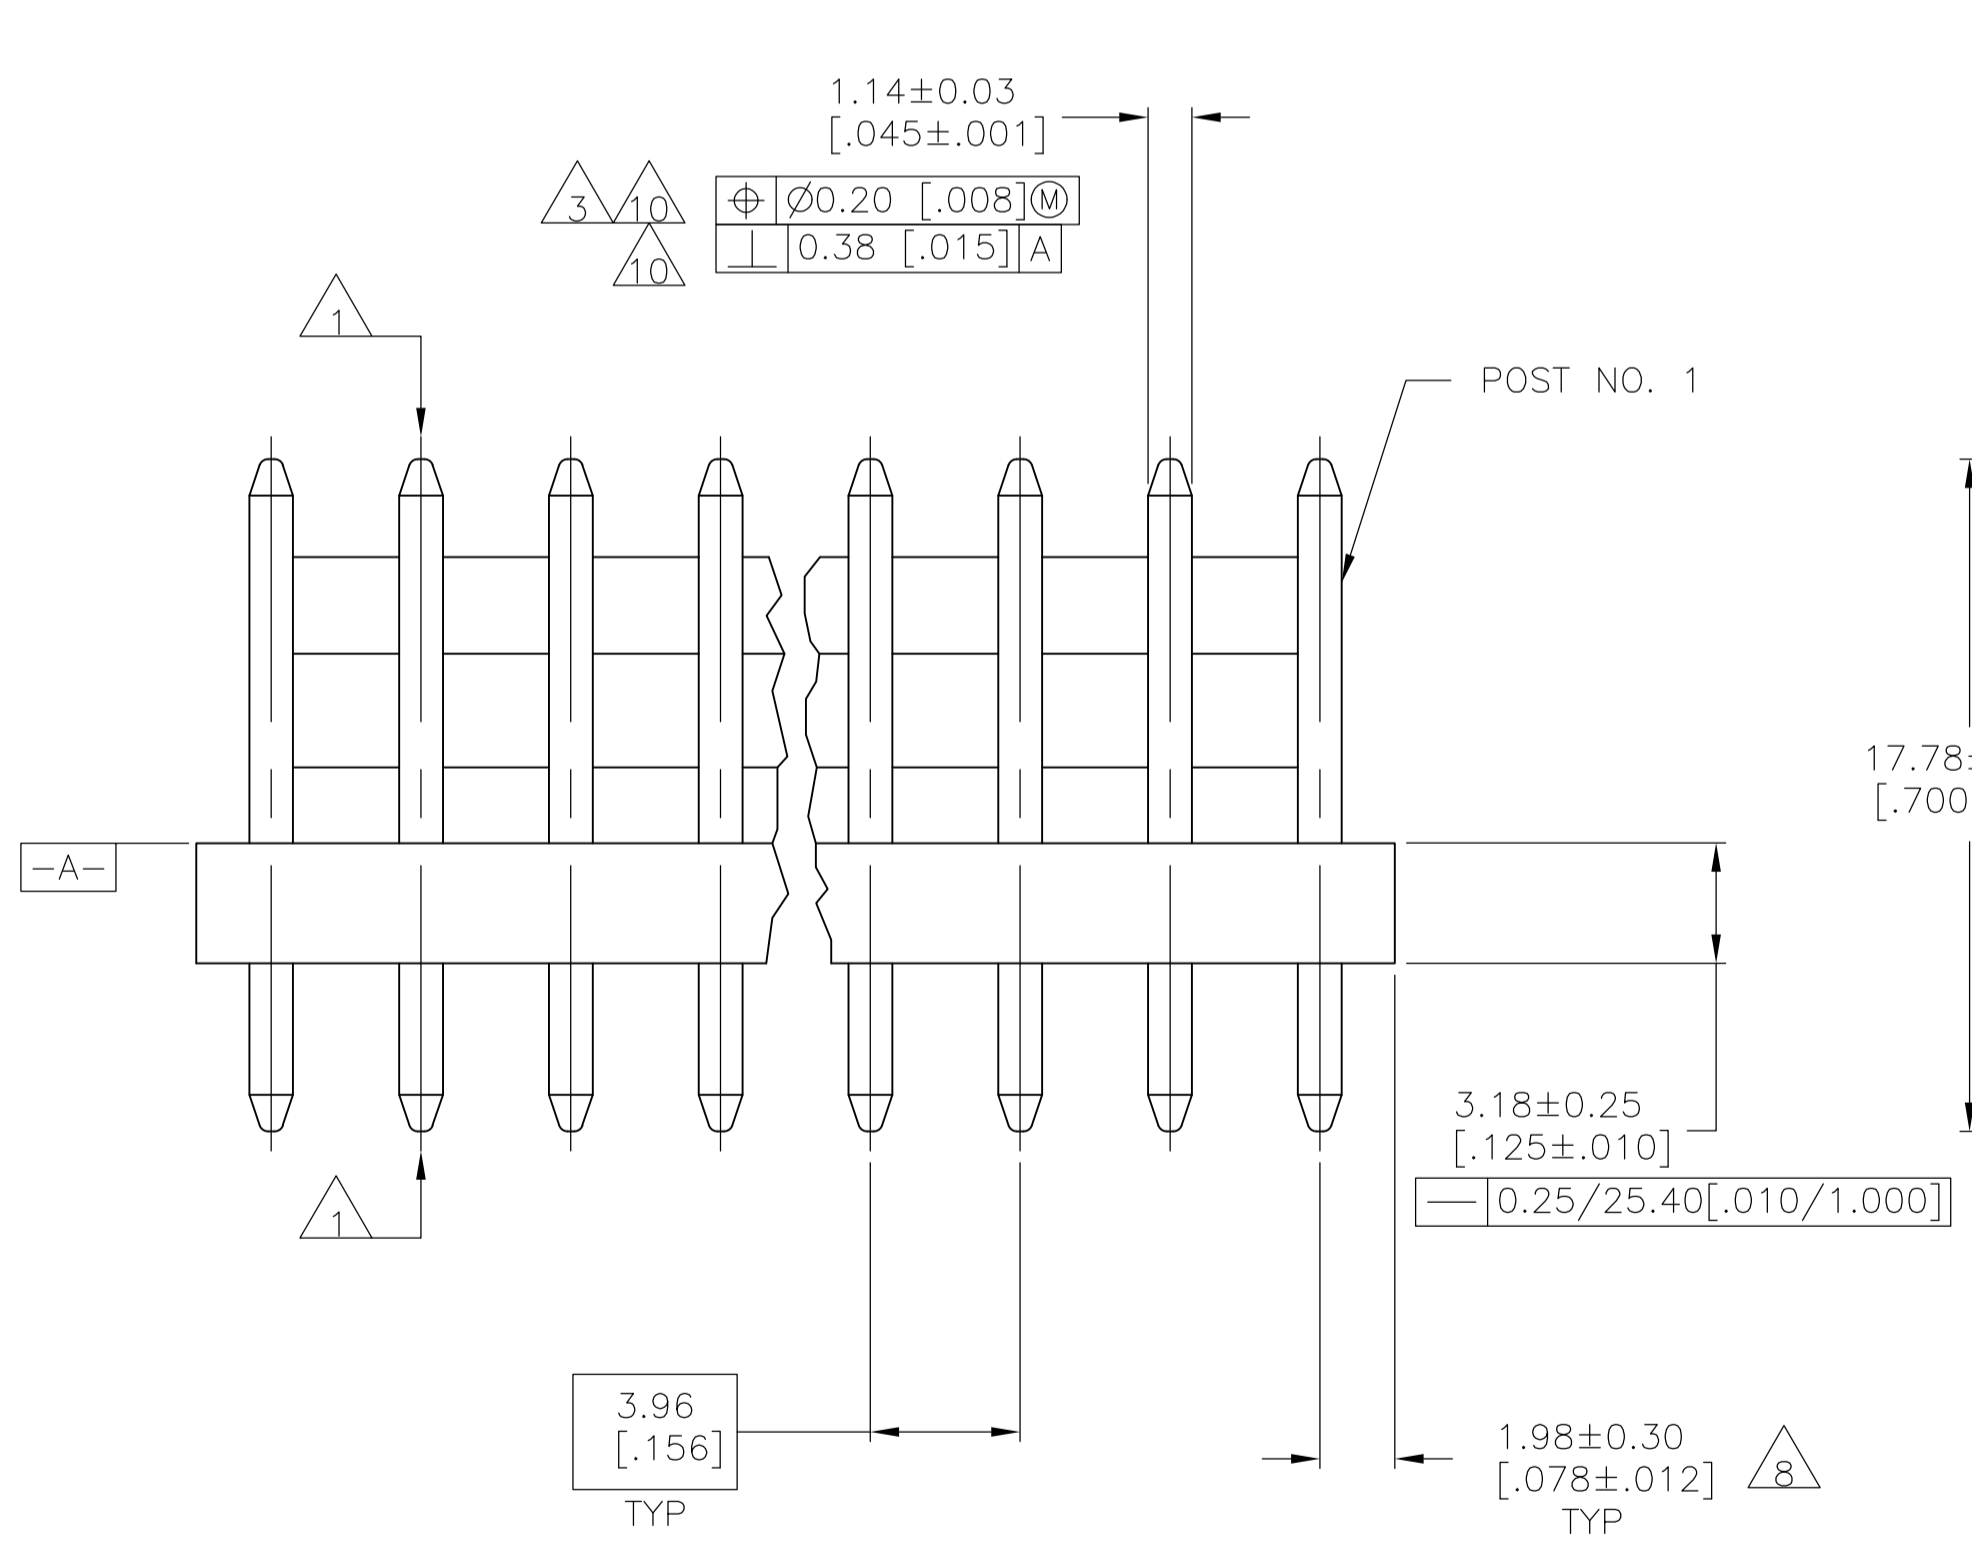 1.14±0.03
[.045±.001]
3 10
⌖ Ø0.20 [.008] Ⓜ
10
⟂ 0.38 [.015] A
1
POST NO. 1
17.78±
[.700
-A-
3.18±0.25
[.125±.010]
— 0.25/25.40[.010/1.000]
1
3.96
[.156]
TYP
1.98±0.30
[.078±.012]
8
TYP